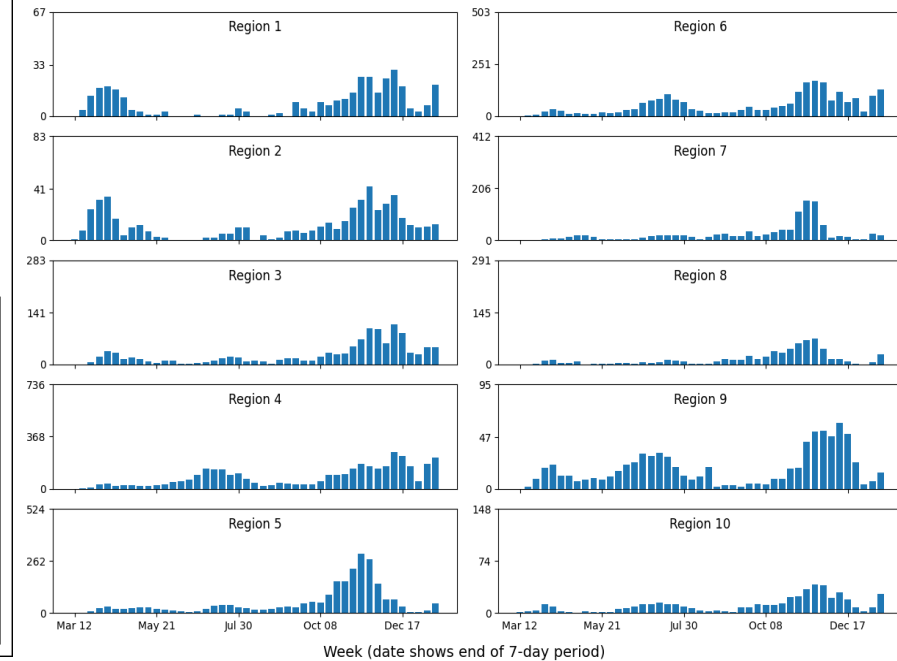 67
33
0
Region 1
83
41
0
Region 2
283
141
0
Region 3
736
368
0
Region 4
524
262
0
Region 5
Mar 12 May 21 Jul 30 Oct 08 Dec 17
503
251
0
Region 6
412
206
0
Region 7
291
145
0
Region 8
95
47
0
Region 9
148
74
0
Region 10
Mar 12 May 21 Jul 30 Oct 08 Dec 17
Week (date shows end of 7-day period)